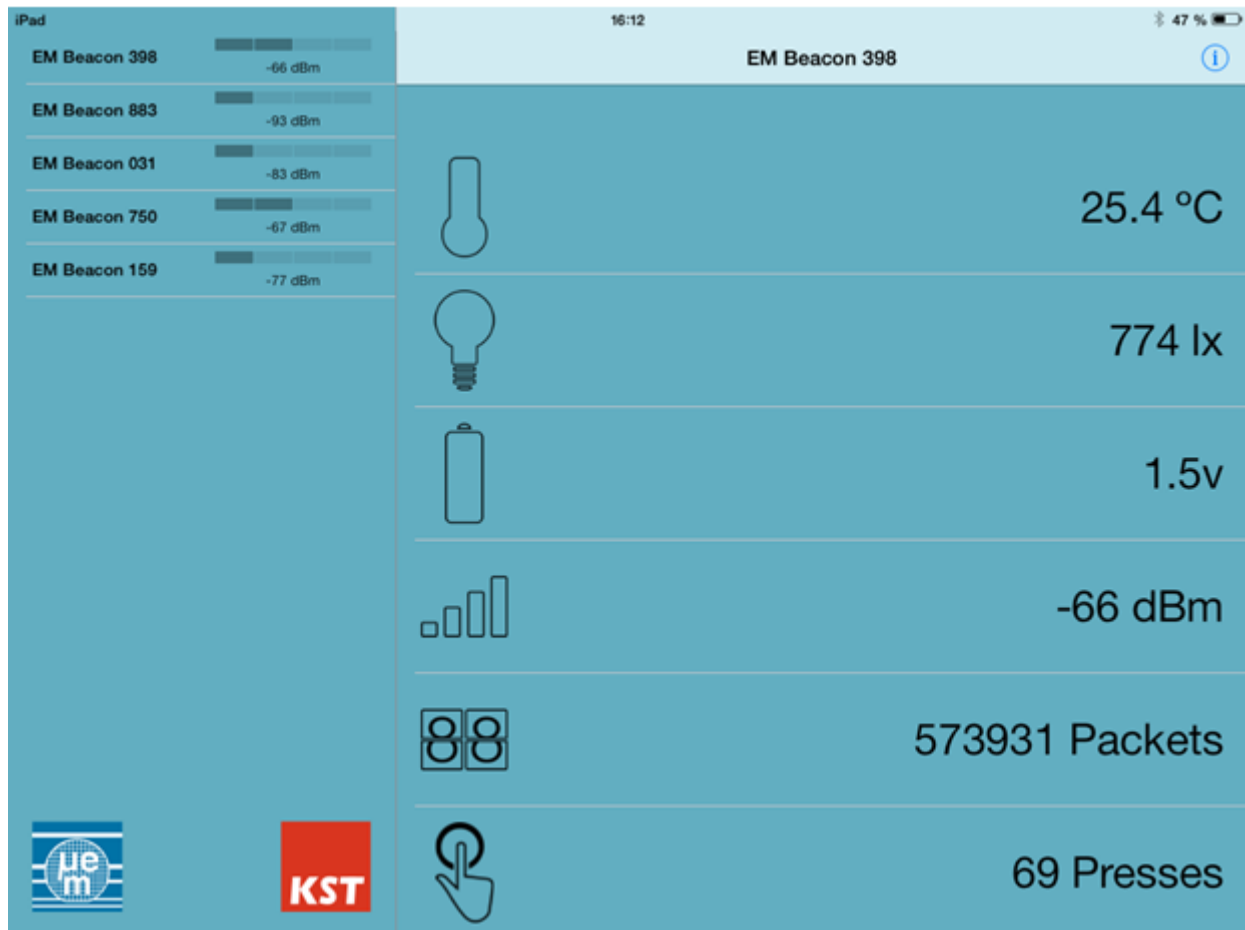 iPad 16:12 47 %
EM Beacon 398
-66 dBm
EM Beacon 883
-93 dBm
EM Beacon 031
-83 dBm
EM Beacon 750
-67 dBm
EM Beacon 159
-77 dBm
µe
m
KST
EM Beacon 398 i
25.4 ºC
774 lx
1.5v
-66 dBm
88
573931 Packets
69 Presses